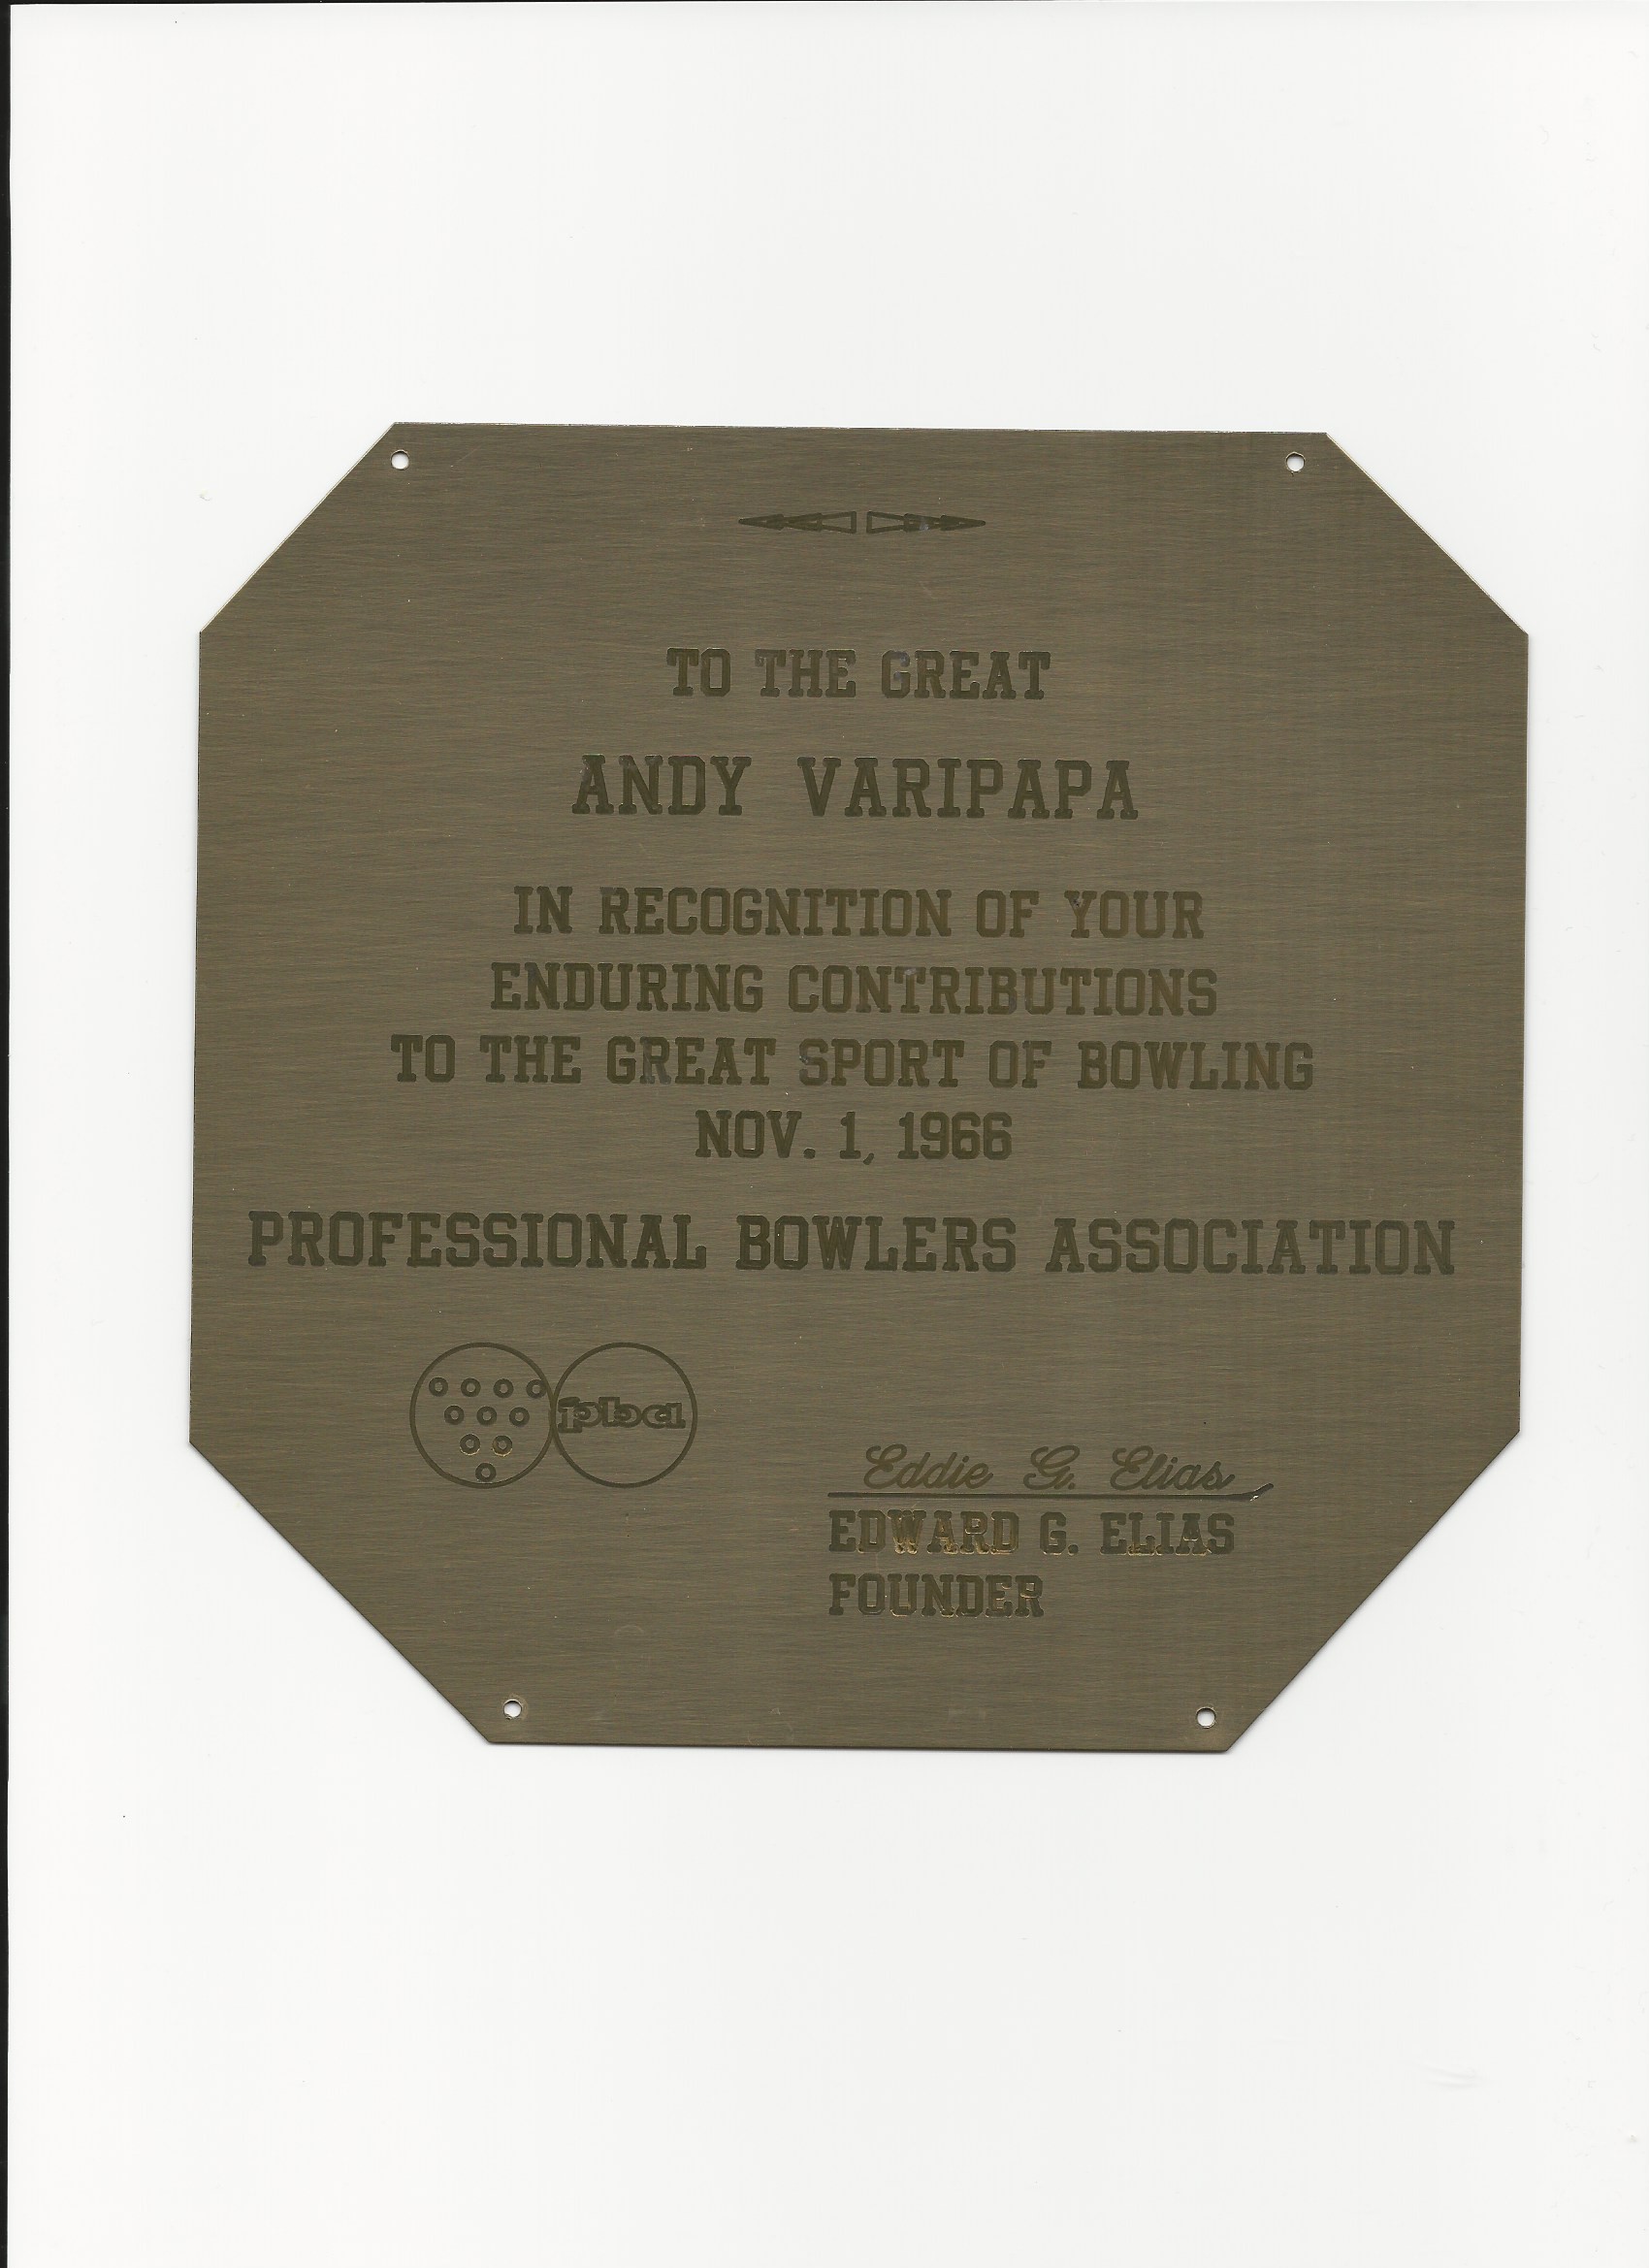 TO THE GREAT
ANDY VARIPAPA
IN RECOGNITION OF YOUR
ENDURING CONTRIBUTIONS
TO THE GREAT SPORT OF BOWLING
NOV. 1, 1966
PROFESSIONAL BOWLERS ASSOCIATION
pba
Eddie G. Elias
EDWARD G. ELIAS
FOUNDER